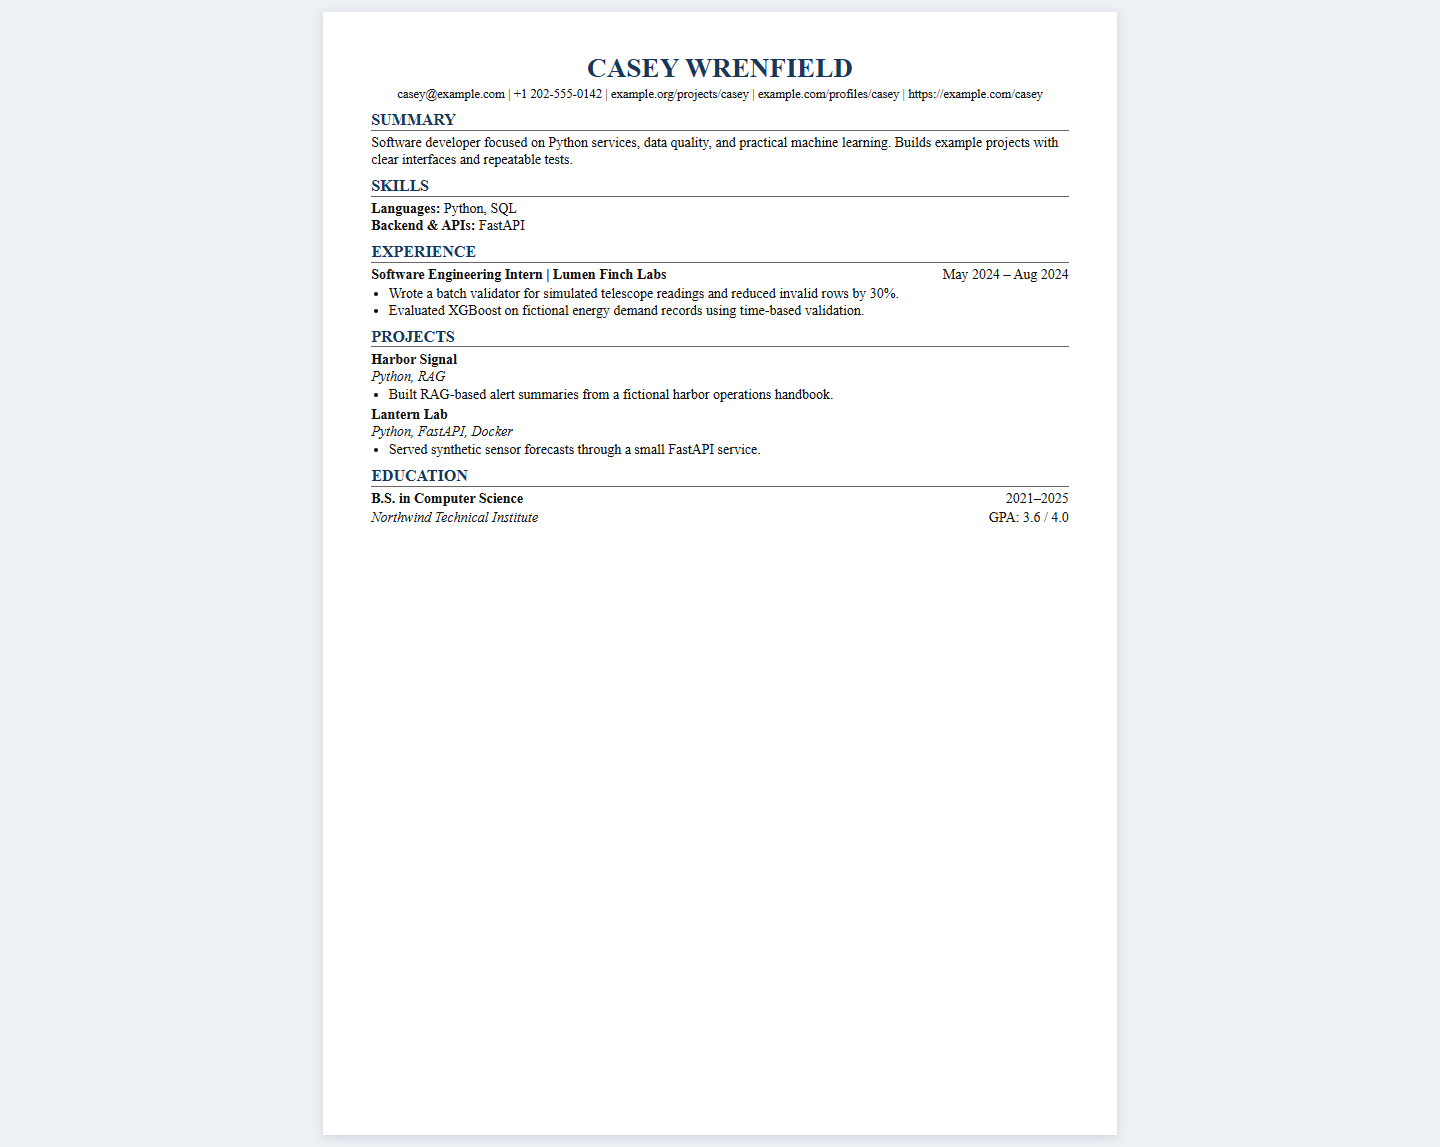 CASEY WRENFIELD
casey@example.com | +1 202-555-0142 | example.org/projects/casey | example.com/profiles/casey | https://example.com/casey
SUMMARY
Software developer focused on Python services, data quality, and practical machine learning. Builds example projects with
clear interfaces and repeatable tests.
SKILLS
Languages: Python, SQL
Backend & APIs: FastAPI
EXPERIENCE
Software Engineering Intern | Lumen Finch Labs May 2024 – Aug 2024
• Wrote a batch validator for simulated telescope readings and reduced invalid rows by 30%.
• Evaluated XGBoost on fictional energy demand records using time-based validation.
PROJECTS
Harbor Signal
Python, RAG
• Built RAG-based alert summaries from a fictional harbor operations handbook.
Lantern Lab
Python, FastAPI, Docker
• Served synthetic sensor forecasts through a small FastAPI service.
EDUCATION
B.S. in Computer Science 2021–2025
Northwind Technical Institute GPA: 3.6 / 4.0